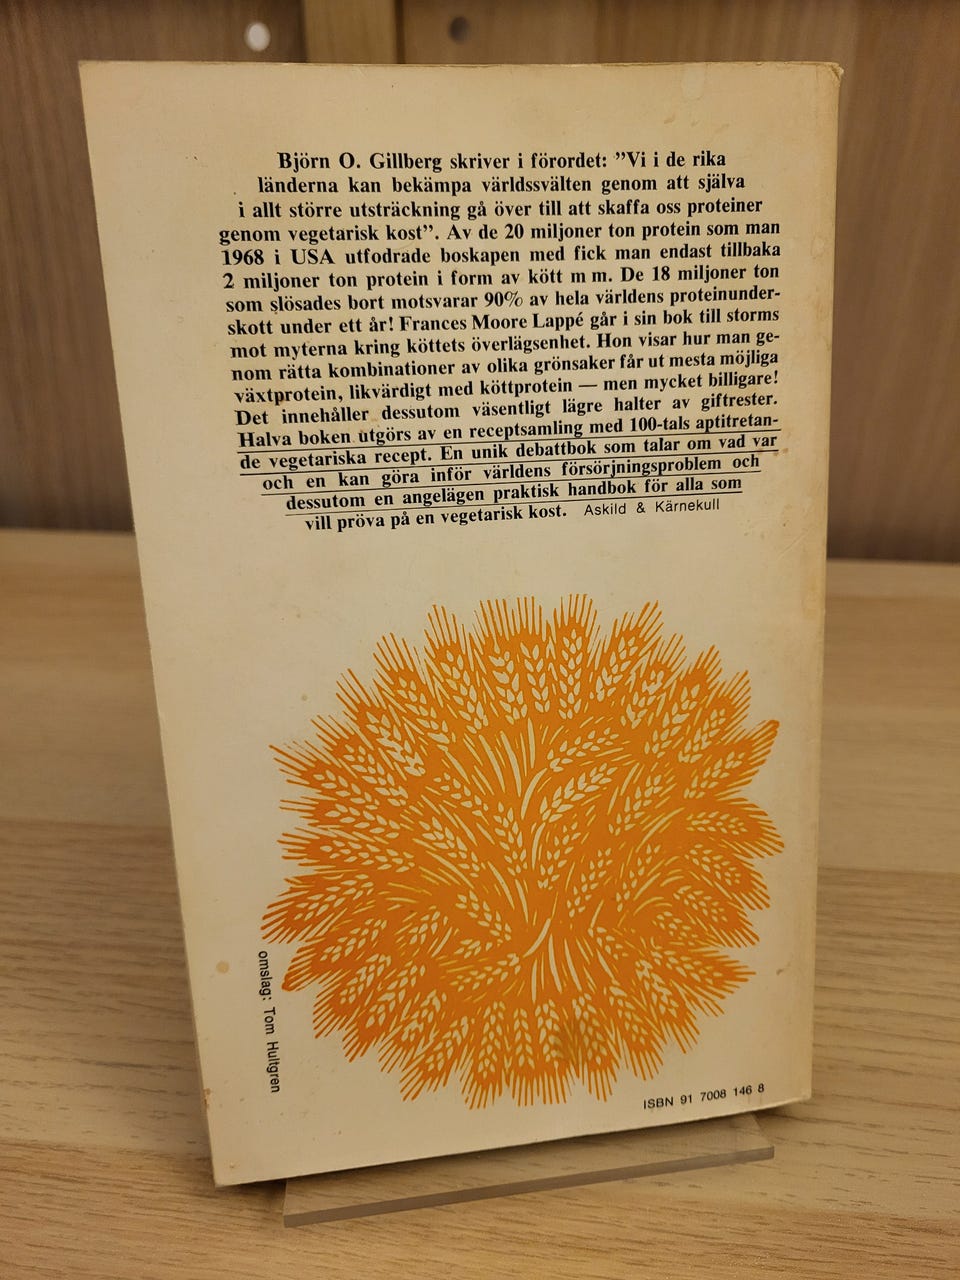 Björn O. Gillberg skriver i förordet: ”Vi i de rika
länderna kan bekämpa världssvälten genom att själva
i allt större utsträckning gå över till att skaffa oss proteiner
genom vegetarisk kost”. Av de 20 miljoner ton protein som man
1968 i USA utfodrade boskapen med fick man endast tillbaka
2 miljoner ton protein i form av kött m m. De 18 miljoner ton
som slösades bort motsvarar 90% av hela världens proteinunder-
skott under ett år! Frances Moore Lappé går i sin bok till storms
mot myterna kring köttets överlägsenhet. Hon visar hur man ge-
nom rätta kombinationer av olika grönsaker får ut mesta möjliga
växtprotein, likvärdigt med köttprotein — men mycket billigare!
Det innehåller dessutom väsentligt lägre halter av giftrester.
Halva boken utgörs av en receptsamling med 100-tals aptitretan-
de vegetariska recept. En unik debattbok som talar om vad var
och en kan göra inför världens försörjningsproblem och
dessutom en angelägen praktisk handbok för alla som
vill pröva på en vegetarisk kost. Askild & Kärnekull
omslag: Tom Hultgren
ISBN 91 7008 146 8